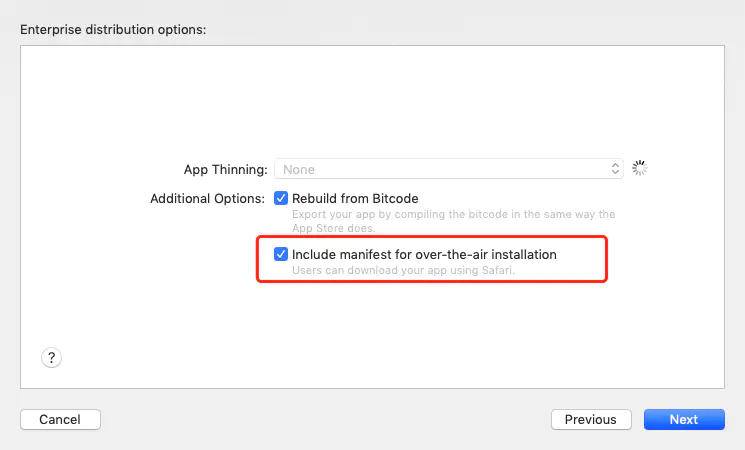 Enterprise distribution options:
App Thinning: None
Additional Options: Rebuild from Bitcode
Export your app by compiling the bitcode in the same way the
App Store does.
Include manifest for over-the-air installation
Users can download your app using Safari.
?
Cancel Previous Next